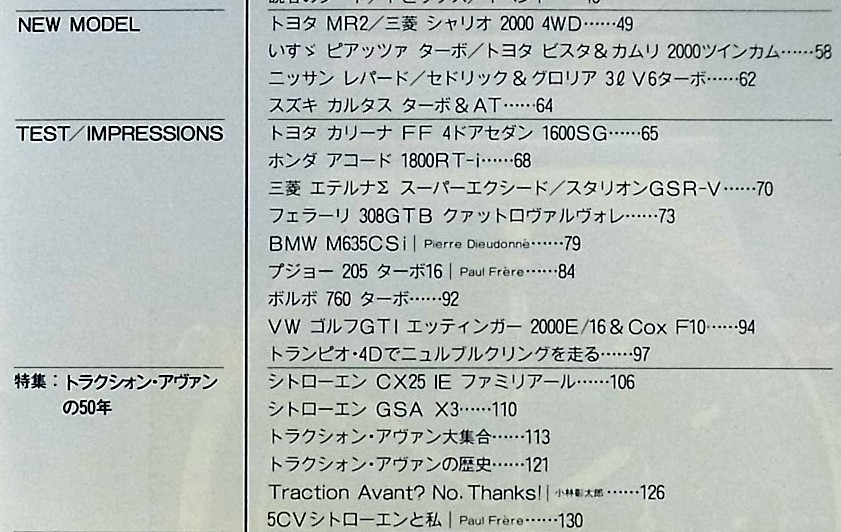 NEW MODEL
トヨタ MR2/三菱 シャリオ 2000 4WD……49
いすゞ ピアッツァ ターボ/トヨタ ビスタ&カムリ 2000ツインカム……58
ニッサン レパード/セドリック&グロリア 3ℓ V6ターボ……62
スズキ カルタス ターボ&AT……64
TEST/IMPRESSIONS
トヨタ カリーナ FF 4ドアセダン 1600SG……65
ホンダ アコード 1800RT-i……68
三菱 エテルナΣ スーパーエクシード/スタリオンGSR-V……70
フェラーリ 308GTB クァットロヴァルヴォレ……73
BMW M635CSi | Pierre Dieudonnè……79
プジョー 205 ターボ16 | Paul Frère……84
ボルボ 760 ターボ……92
VW ゴルフGTI エッティンガー 2000E/16&Cox F10……94
トランピオ・4Dでニュルブルクリングを走る……97
特集:トラクション・アヴァン
の50年
シトローエン CX25 IE ファミリアール……106
シトローエン GSA X3……110
トラクション・アヴァン大集合……113
トラクション・アヴァンの歴史……121
Traction Avant? No, Thanks! | 小林彰太郎……126
5CVシトローエンと私 | Paul Frère……130